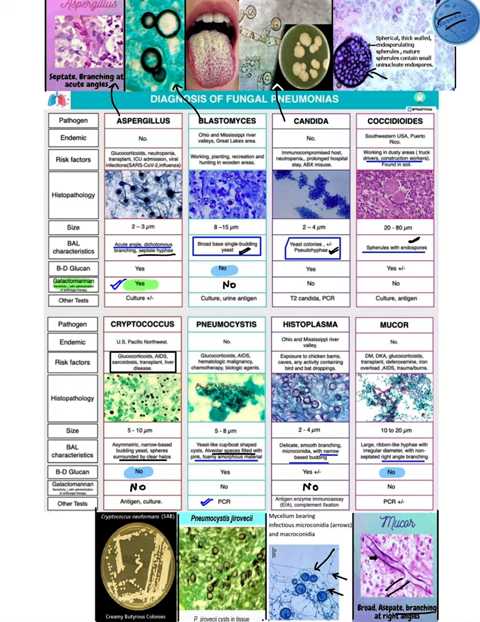 Aspergillus
Septate, Branching at
acute angles
Spherical, thick walled,
endosporulating
spherules , mature
spherules contain small
uninucleate endospores.
DIAGNOSIS OF FUNGAL PNEUMONIAS
Pathogen ASPERGILLUS BLASTOMYCES CANDIDA COCCIDIOIDES
Endemic No. Ohio and Mississippi river valleys, Great Lakes area. No. Southwestern USA, Puerto Rico.
Risk factors Glucocorticoids, neutropenia, transplant, ICU admission, viral infections(SARS-CoV-2,influenza) Working, planting, recreation and hunting in wooden areas. Immunocompromised host, neutropenia,, prolonged hospital stay, ABX misuse. Working in dusty areas ( truck drivers, construction workers). Found in soil.
Histopathology
Size 2 – 3 µm 8 –15 µm 2 – 4 µm 20 - 80 µm
BAL characteristics Acute angle, dichotomous branching, septate hyphae Broad base single-budding yeast Yeast colonies , +/- Pseudohyphae Spherules with endospores
B-D Glucan Yes No Yes Yes +/-
Galactomannan Yes No
Other Tests Culture +/- Culture, urine antigen T2 candida, PCR Culture, antigen
Pathogen CRYPTOCOCCUS PNEUMOCYSTIS HISTOPLASMA MUCOR
Endemic U.S. Pacific Northwest. No. Ohio and Mississippi river valley. No.
Risk factors Glucocorticoids, AIDS, sarcoidosis, transplant, liver disease. Glucocorticoids, AIDS, hematologic malignancy, chemotherapy, biologic agents. Exposure to chicken barns, caves, any activity containing bird and bat droppings. DM, DKA, glucocorticoids, transplant, deferoxamine, iron overload ,AIDS, trauma/burns.
Histopathology
Size 5 - 10 µm 5 - 8 µm 2 - 4 µm 10 to 20 µm
BAL characteristics Asymmetric, narrow-based budding yeast, spheres surrounded by clear halos Yeast-like cup/boat shaped cysts. Alveolar spaces filled with pink, foamy proteinous material Delicate, smooth branching, microconidia, with narrow based budding Large, ribbon-like hyphae with irregular diameter, with non-septated right angle branching
B-D Glucan No Yes Yes +/- No
Galactomannan No No
Other Tests Antigen, culture. PCR Antigen enzyme immunoassay (EIA), complement fixation PCR +/-
Cryptococcus neoformans (SAB)
Creamy Butyrous Colonies
Pneumocystis jirovecii
P. jiroveci cysts in tissue
Mycelium bearing
infectious microconidia (arrows)
and macroconidia
Mucor
Broad, Asepate, branching
at right angles